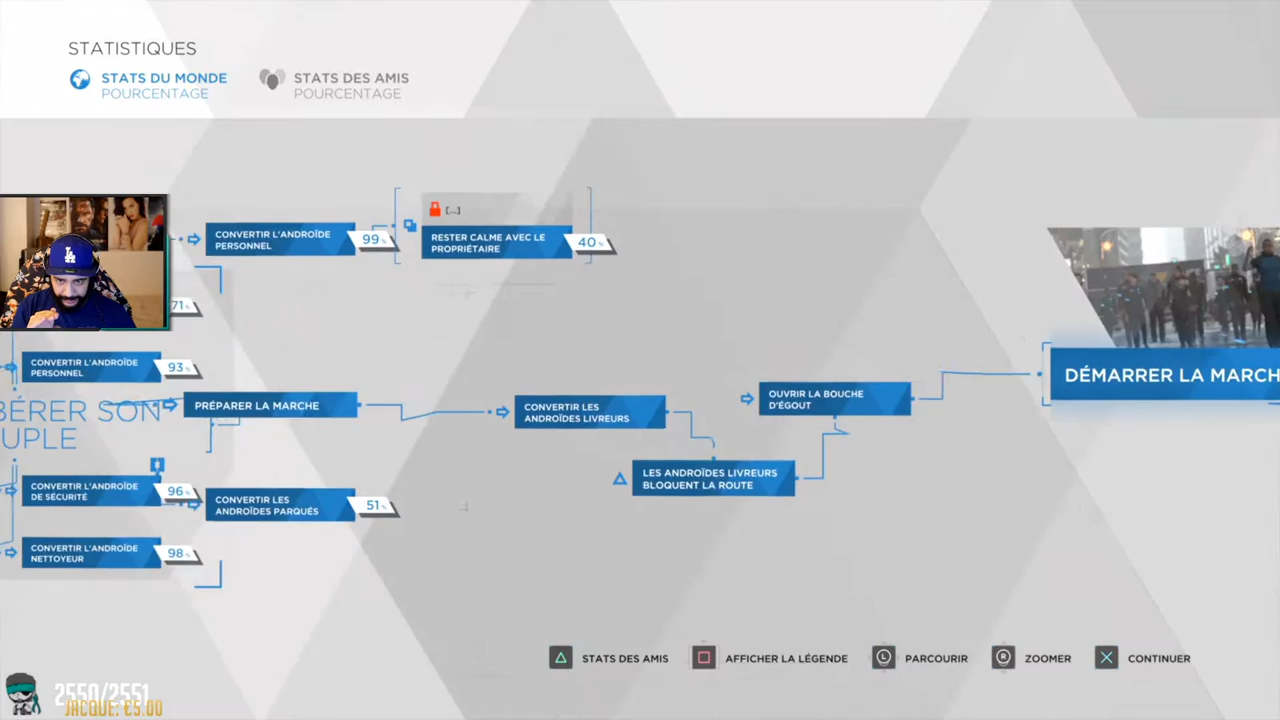 STATISTIQUES
STATS DU MONDE
POURCENTAGE
STATS DES AMIS
POURCENTAGE
CONVERTIR L'ANDROÏDE
PERSONNEL
99%
[...]
RESTER CALME AVEC LE
PROPRIÉTAIRE
40%
71%
CONVERTIR L'ANDROÏDE
PERSONNEL
93%
BÉRER SON
UPLE
PRÉPARER LA MARCHE
CONVERTIR LES
ANDROÏDES LIVREURS
OUVRIR LA BOUCHE
D'ÉGOUT
DÉMARRER LA MARCH
LES ANDROÏDES LIVREURS
BLOQUENT LA ROUTE
CONVERTIR L'ANDROÏDE
DE SÉCURITÉ
96%
CONVERTIR LES
ANDROÏDES PARQUÉS
51%
CONVERTIR L'ANDROÏDE
NETTOYEUR
98%
STATS DES AMIS
AFFICHER LA LÉGENDE
L
PARCOURIR
R
ZOOMER
CONTINUER
2550/2551
JACQUE: €5.00
LA